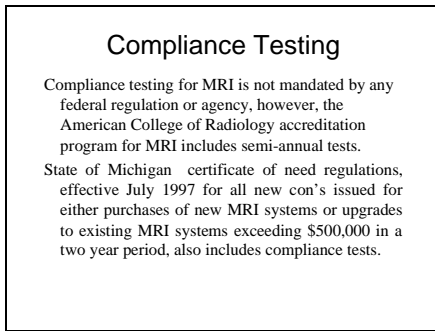 Compliance Testing
Compliance testing for MRI is not mandated by any
federal regulation or agency, however, the
American College of Radiology accreditation
program for MRI includes semi-annual tests.
State of Michigan certificate of need regulations,
effective July 1997 for all new con's issued for
either purchases of new MRI systems or upgrades
to existing MRI systems exceeding $500,000 in a
two year period, also includes compliance tests.